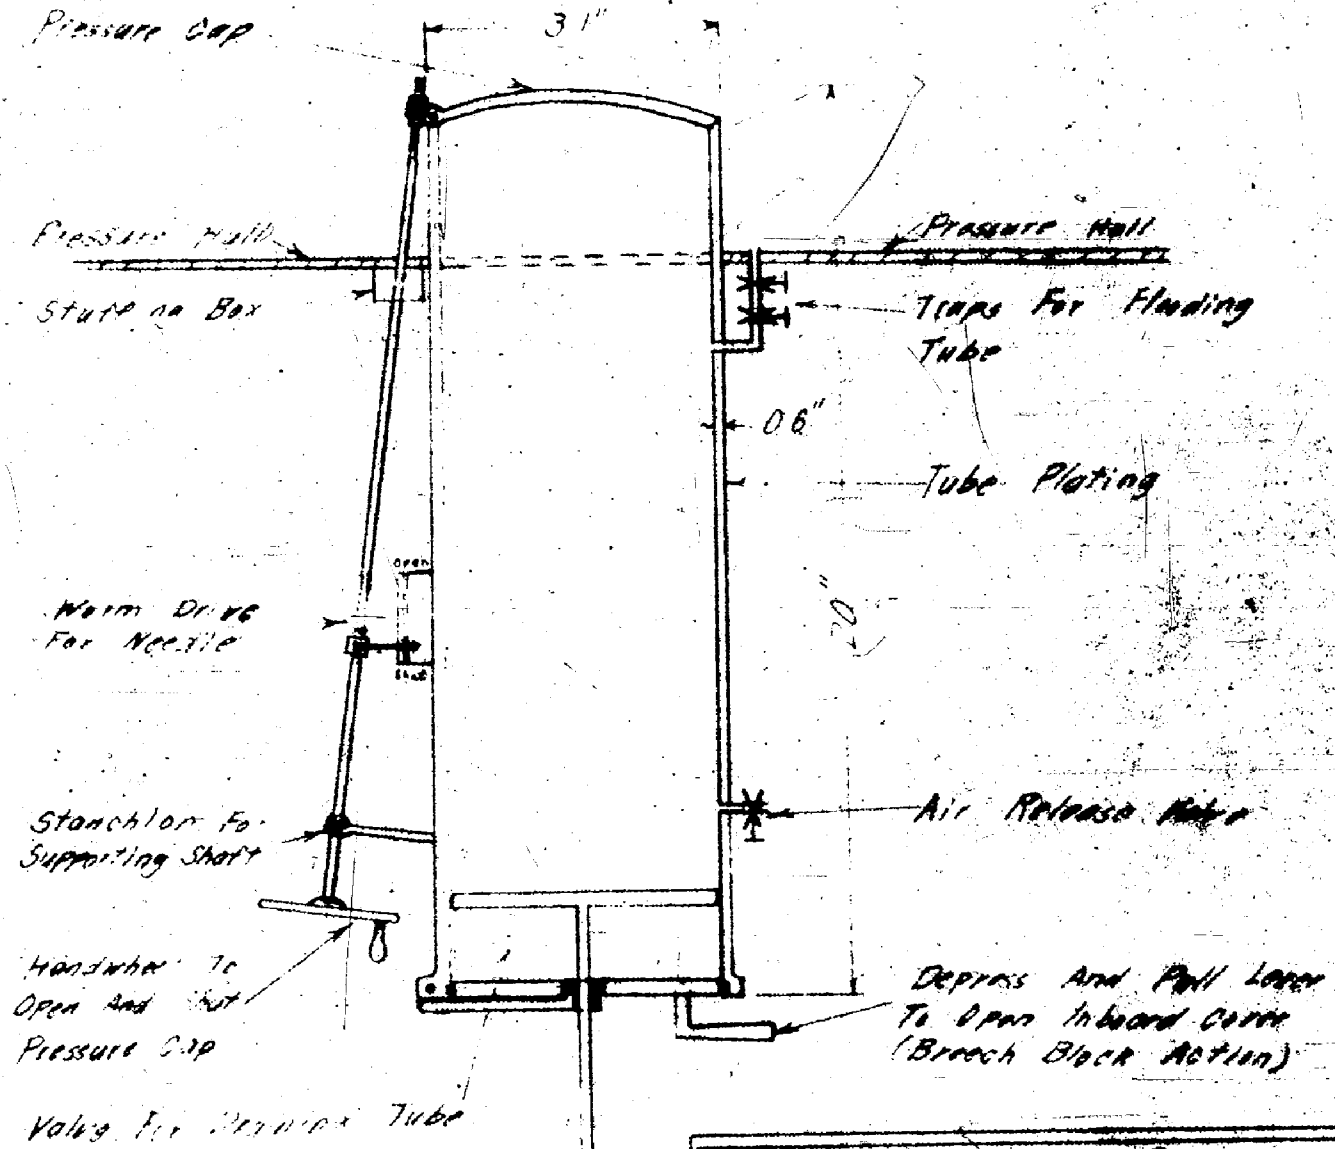 Pressure Cap
3 1"
Pressure Hull
Pressure Hull
Stuffing Box
Traps For Flooding
Tube
06"
Tube Plating
Open
Worm Drive
For Needle
Shut
20"
Stanchion For
Supporting Shaft
Air Release Valve
Handwheel To
Open And Shut
Pressure Cap
Depress And Pull Lever
To Open Inboard Cover
(Breech Block Action)
Valve For Tube